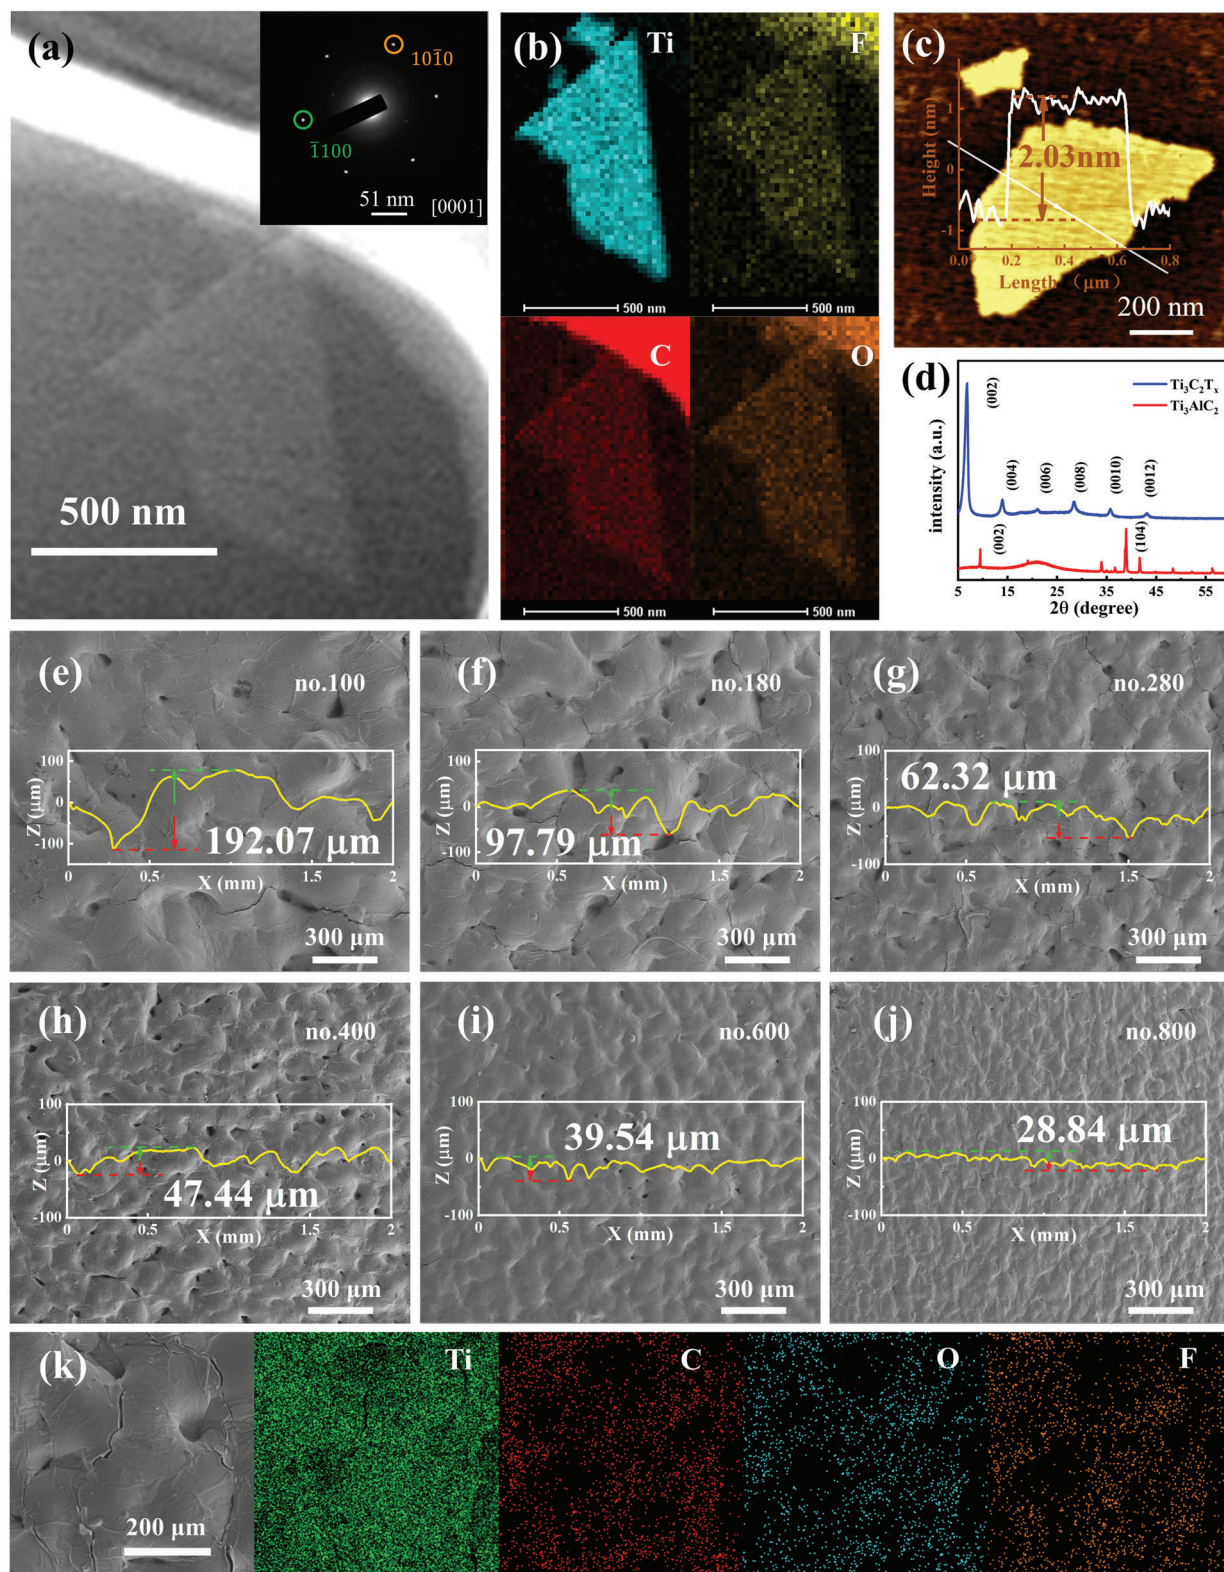 (a)
101̄0
1̄100
51 nm
[0001]
500 nm
(b)
Ti
F
500 nm
500 nm
C
O
500 nm
500 nm
(c)
Height (nm)
1
0
-1
2.03nm
0.0 0.2 0.4 0.6 0.8
Length （μm）
200 nm
(d)
Ti₃C₂Tₓ
Ti₃AlC₂
(002)
(004)
(006)
(008)
(0010)
(0012)
(002)
(104)
intensity (a.u.)
5 15 25 35 45 55
2θ (degree)
(e)
no.100
100
0
-100
Z (μm)
192.07 μm
0 0.5 1.5 2
X (mm)
300 μm
(f)
no.180
100
0
-100
Z (μm)
97.79 μm
0 0.5 1.5 2
X (mm)
300 μm
(g)
no.280
100
0
-100
Z (μm)
62.32 μm
0 0.5 1.5 2
X (mm)
300 μm
(h)
no.400
100
0
-100
Z (μm)
47.44 μm
0 0.5 1.5 2
X (mm)
300 μm
(i)
no.600
100
0
-100
Z (μm)
39.54 μm
0 0.5 1.5 2
X (mm)
300 μm
(j)
no.800
100
0
-100
Z (μm)
28.84 μm
0 0.5 1.5 2
X (mm)
300 μm
(k)
200 μm
Ti
C
O
F